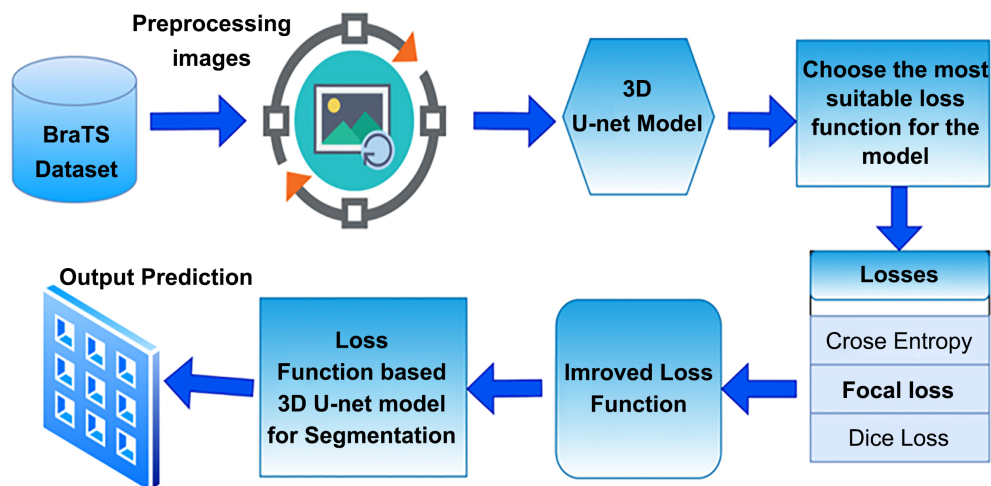 Preprocessing
images
BraTS
Dataset
3D
U-net Model
Choose the most
suitable loss
function for the
model
Losses
Crose Entropy
Focal loss
Dice Loss
Imroved Loss
Function
Loss
Function based
3D U-net model
for Segmentation
Output Prediction